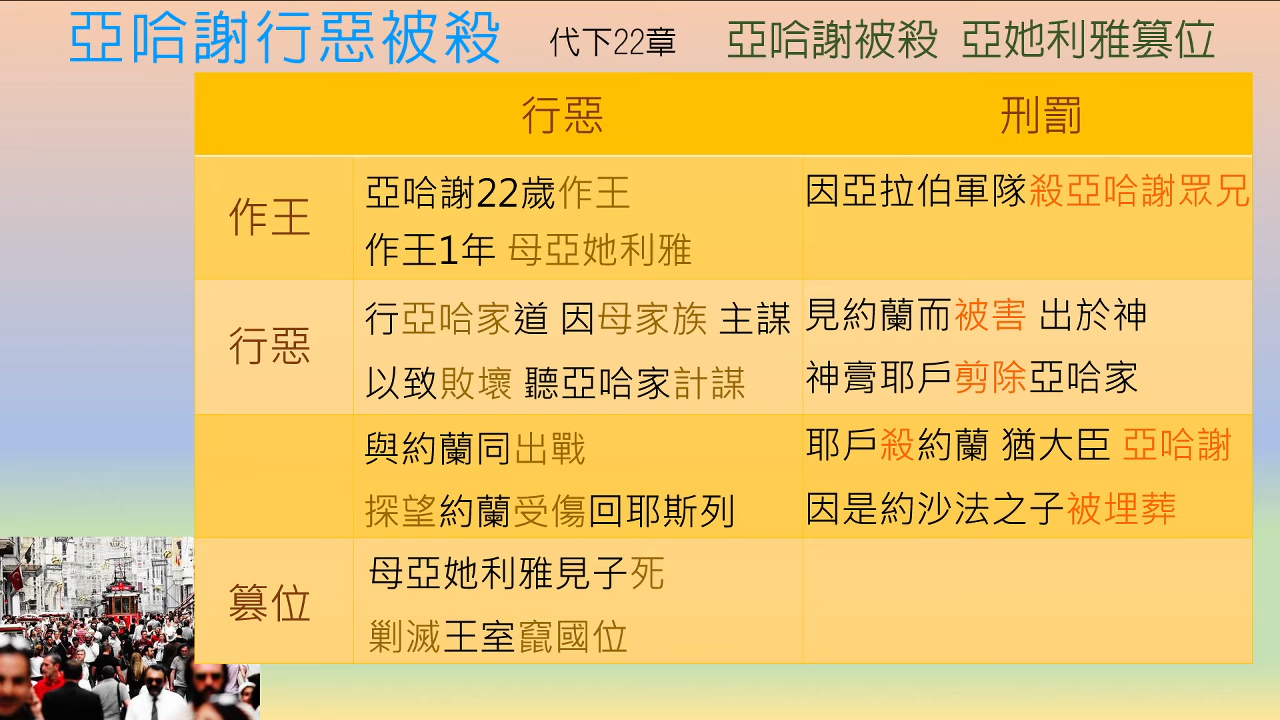 亞哈謝行惡被殺 代下22章 亞哈謝被殺 亞她利雅篡位
行惡 刑罰
作王
亞哈謝22歲作王
作王1年 母亞她利雅
因亞拉伯軍隊殺亞哈謝眾兄
行惡
行亞哈家道 因母家族 主謀
以致敗壞 聽亞哈家計謀
見約蘭而被害 出於神
神膏耶戶剪除亞哈家
與約蘭同出戰
探望約蘭受傷回耶斯列
耶戶殺約蘭 猶大臣 亞哈謝
因是約沙法之子被埋葬
篡位
母亞她利雅見子死
剿滅王室竄國位